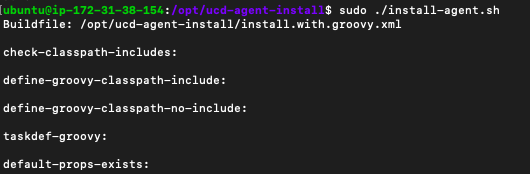 [ubuntu@ip-172-31-38-154:/opt/ucd-agent-install$ sudo ./install-agent.sh
Buildfile: /opt/ucd-agent-install/install.with.groovy.xml
check-classpath-includes:
define-groovy-classpath-include:
define-groovy-classpath-no-include:
taskdef-groovy:
default-props-exists: